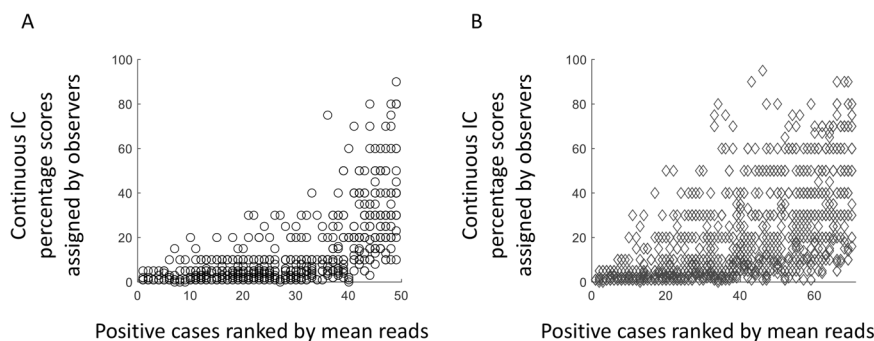 A
Continuous IC
percentage scores
assigned by observers
100
80
60
40
20
0
0 10 20 30 40 50
Positive cases ranked by mean reads
B
Continuous IC
percentage scores
assigned by observers
100
80
60
40
20
0
0 20 40 60
Positive cases ranked by mean reads